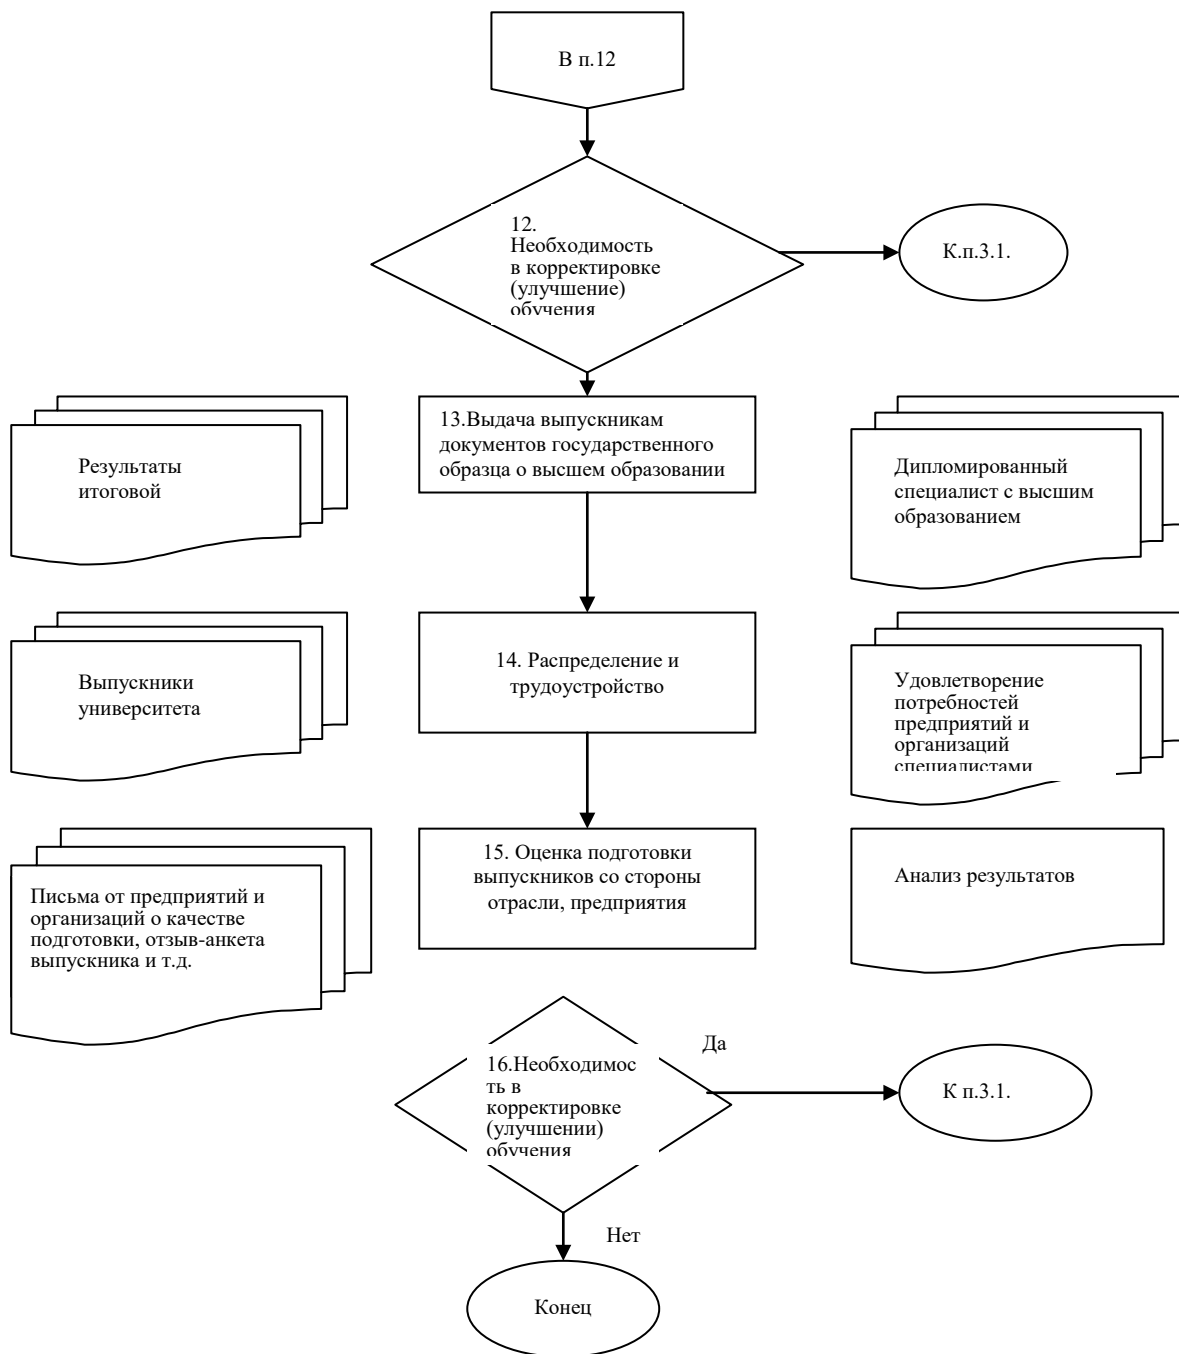 В п.12
12.
Необходимость
в корректировке
(улучшение)
обучения
К.п.3.1.
Результаты
итоговой
13.Выдача выпускникам
документов государственного
образца о высшем образовании
Дипломированный
специалист с высшим
образованием
Выпускники
университета
14. Распределение и
трудоустройство
Удовлетворение
потребностей
предприятий и
организаций
специалистами
Письма от предприятий и
организаций о качестве
подготовки, отзыв-анкета
выпускника и т.д.
15. Оценка подготовки
выпускников со стороны
отрасли, предприятия
Анализ результатов
16.Необходимос
ть в
корректировке
(улучшении)
обучения
Да
К п.3.1.
Нет
Конец